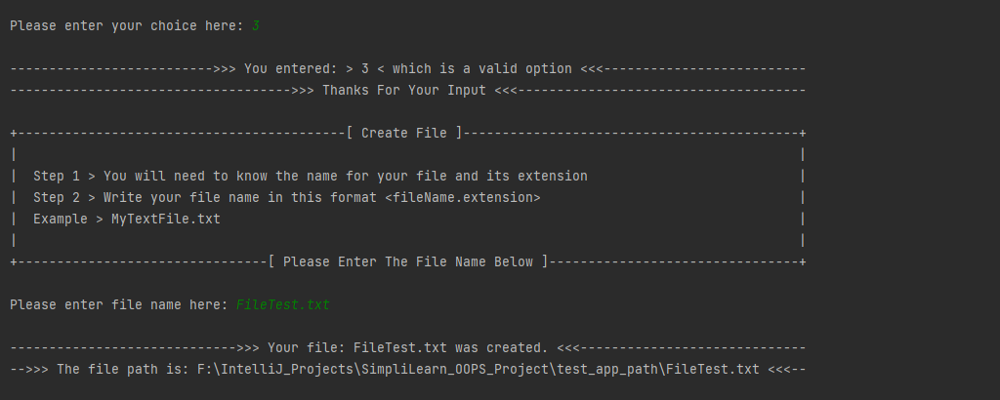 Please enter your choice here: 3
-------------------------->>> You entered: > 3 < which is a valid option <<<--------------------------
------------------------------------>>> Thanks For Your Input <<<-------------------------------------
+------------------------------------------[ Create File ]-------------------------------------------+
|                                                                                                    |
|  Step 1 > You will need to know the name for your file and its extension                           |
|  Step 2 > Write your file name in this format <fileName.extension>                                 |
|  Example > MyTextFile.txt                                                                          |
|                                                                                                    |
+--------------------------------[ Please Enter The File Name Below ]--------------------------------+
Please enter file name here: FileTest.txt
----------------------------->>> Your file: FileTest.txt was created. <<<-----------------------------
-->>> The file path is: F:\IntelliJ_Projects\SimpliLearn_OOPS_Project\test_app_path\FileTest.txt <<<--